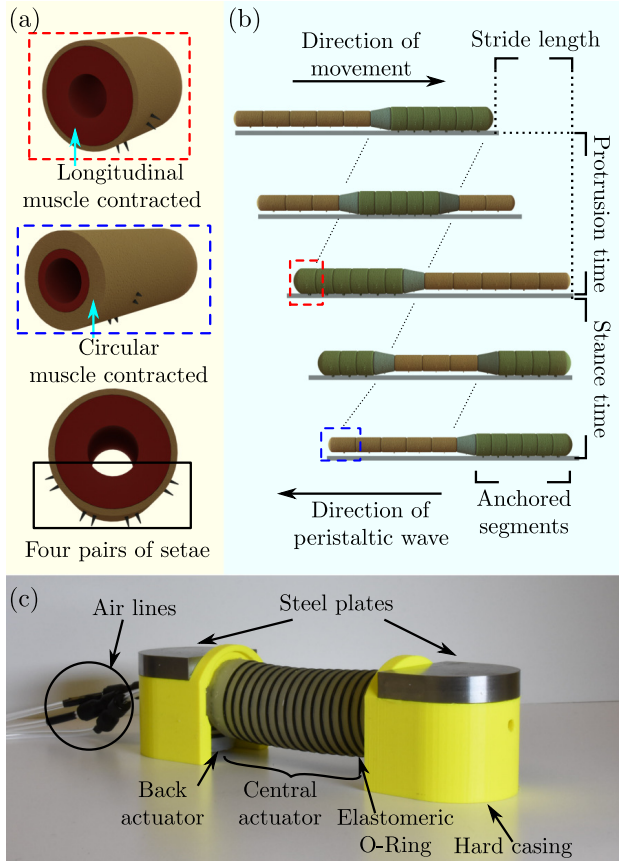 (a)
Longitudinal
muscle contracted
Circular
muscle contracted
Four pairs of setae
(b)
Direction of
movement
Stride length
Protrusion time
Stance time
Direction of
peristaltic wave
Anchored
segments
(c)
Air lines
Steel plates
Back
actuator
Central
actuator
Elastomeric
O-Ring
Hard casing